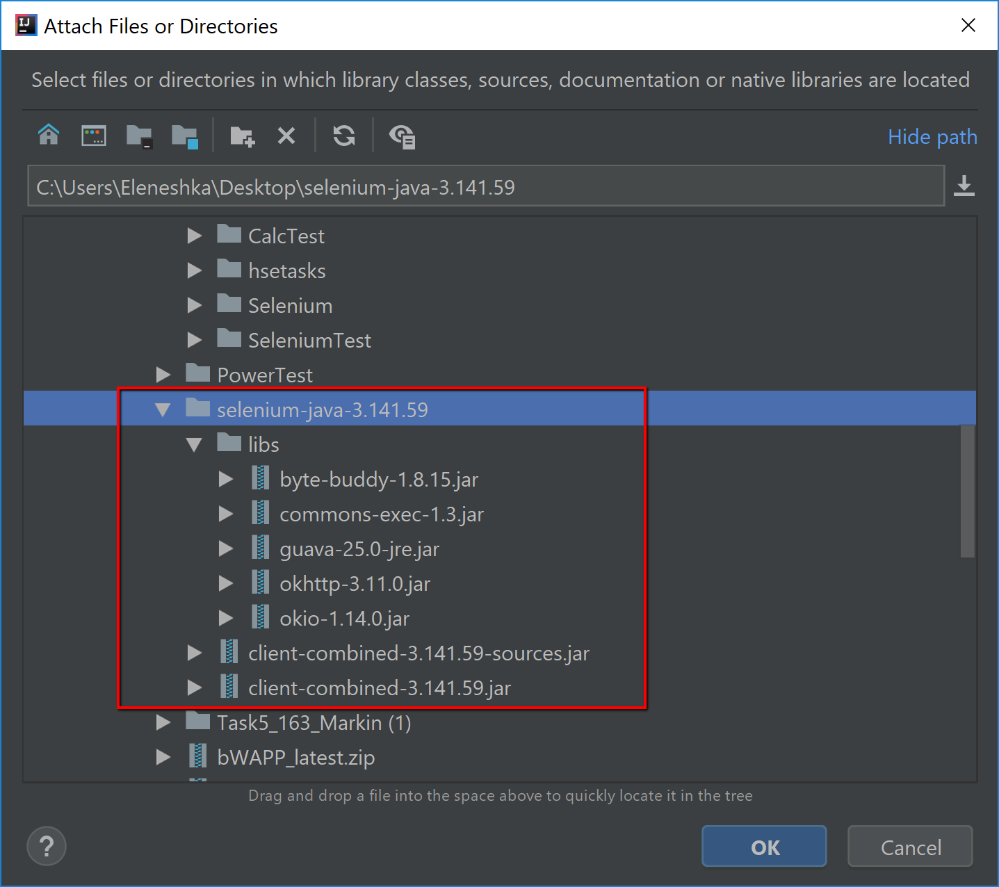 IJ
Attach Files or Directories
Select files or directories in which library classes, sources, documentation or native libraries are located
Hide path
C:\Users\Eleneshka\Desktop\selenium-java-3.141.59
CalcTest
hsetasks
Selenium
SeleniumTest
PowerTest
selenium-java-3.141.59
libs
byte-buddy-1.8.15.jar
commons-exec-1.3.jar
guava-25.0-jre.jar
okhttp-3.11.0.jar
okio-1.14.0.jar
client-combined-3.141.59-sources.jar
client-combined-3.141.59.jar
Task5_163_Markin (1)
bWAPP_latest.zip
Drag and drop a file into the space above to quickly locate it in the tree
?
OK
Cancel